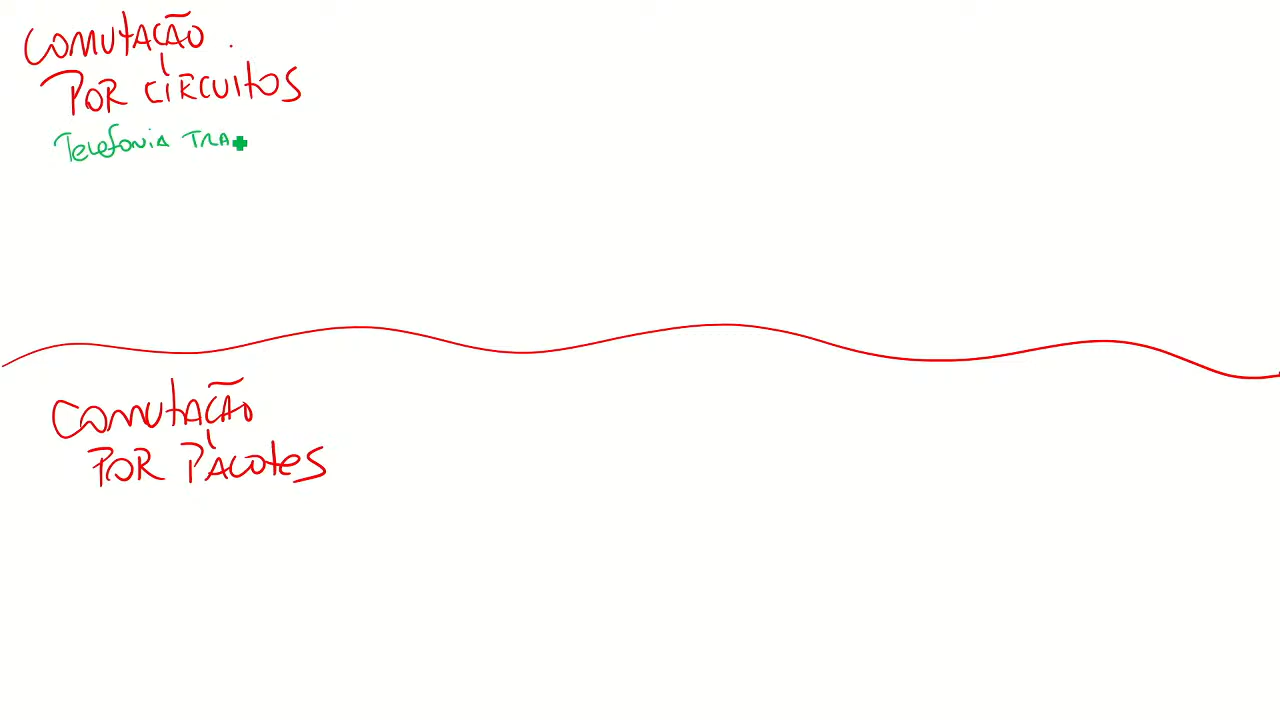 Comutação
Por circuitos
Telefonia TRA
Comutação
Por Pacotes